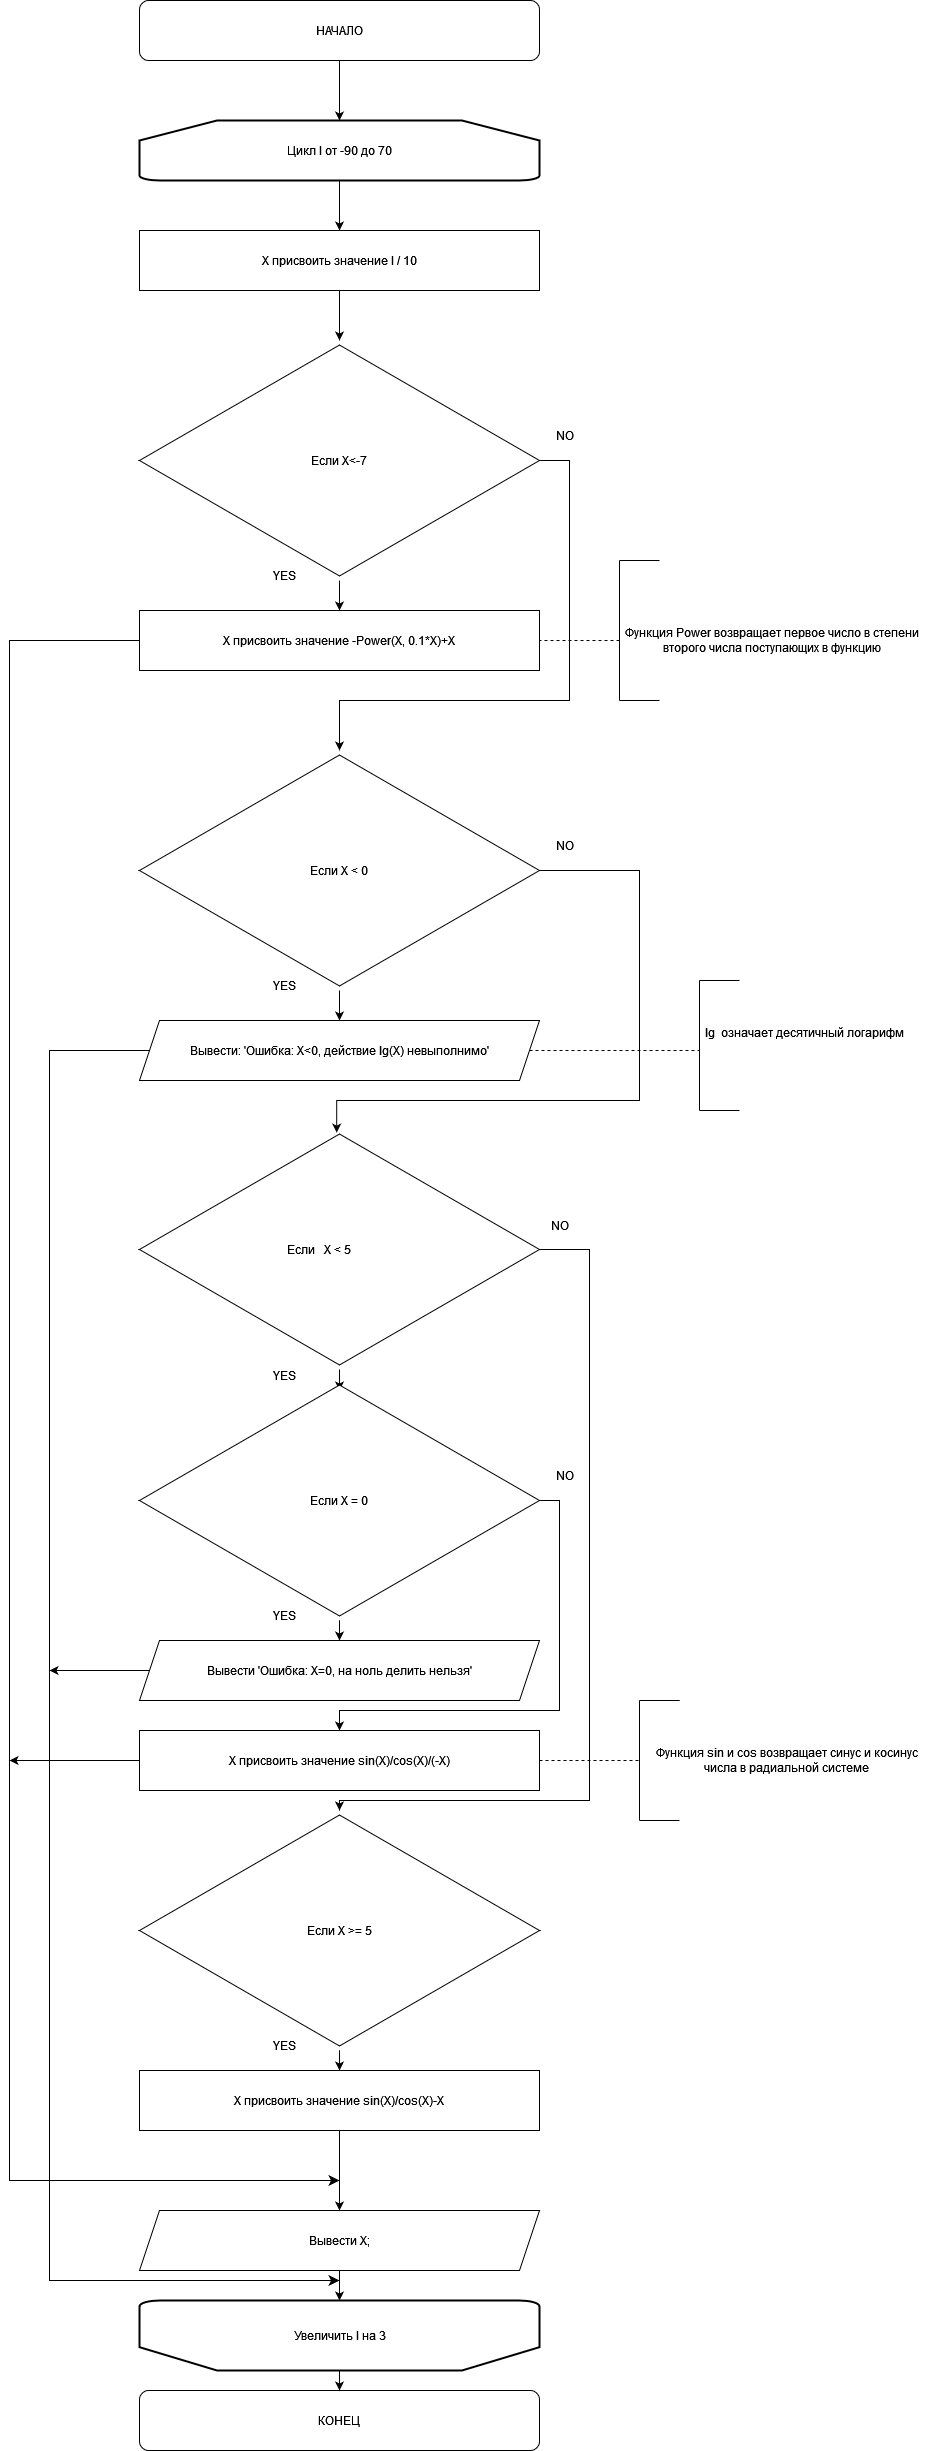 НАЧАЛО
Цикл I от -90 до 70
X присвоить значение I / 10
Если X<-7
NO
YES
X присвоить значение -Power(X, 0.1*X)+X
Функция Power возвращает первое число в степени
второго числа поступающих в функцию
Если X < 0
NO
YES
Вывести: 'Ошибка: X<0, действие lg(X) невыполнимо'
lg означает десятичный логарифм
Если X < 5
NO
YES
Если X = 0
NO
YES
Вывести 'Ошибка: X=0, на ноль делить нельзя'
X присвоить значение sin(X)/cos(X)/(-X)
Функция sin и cos возвращает синус и косинус
числа в радиальной системе
Если X >= 5
YES
X присвоить значение sin(X)/cos(X)-X
Вывести X;
Увеличить I на 3
КОНЕЦ